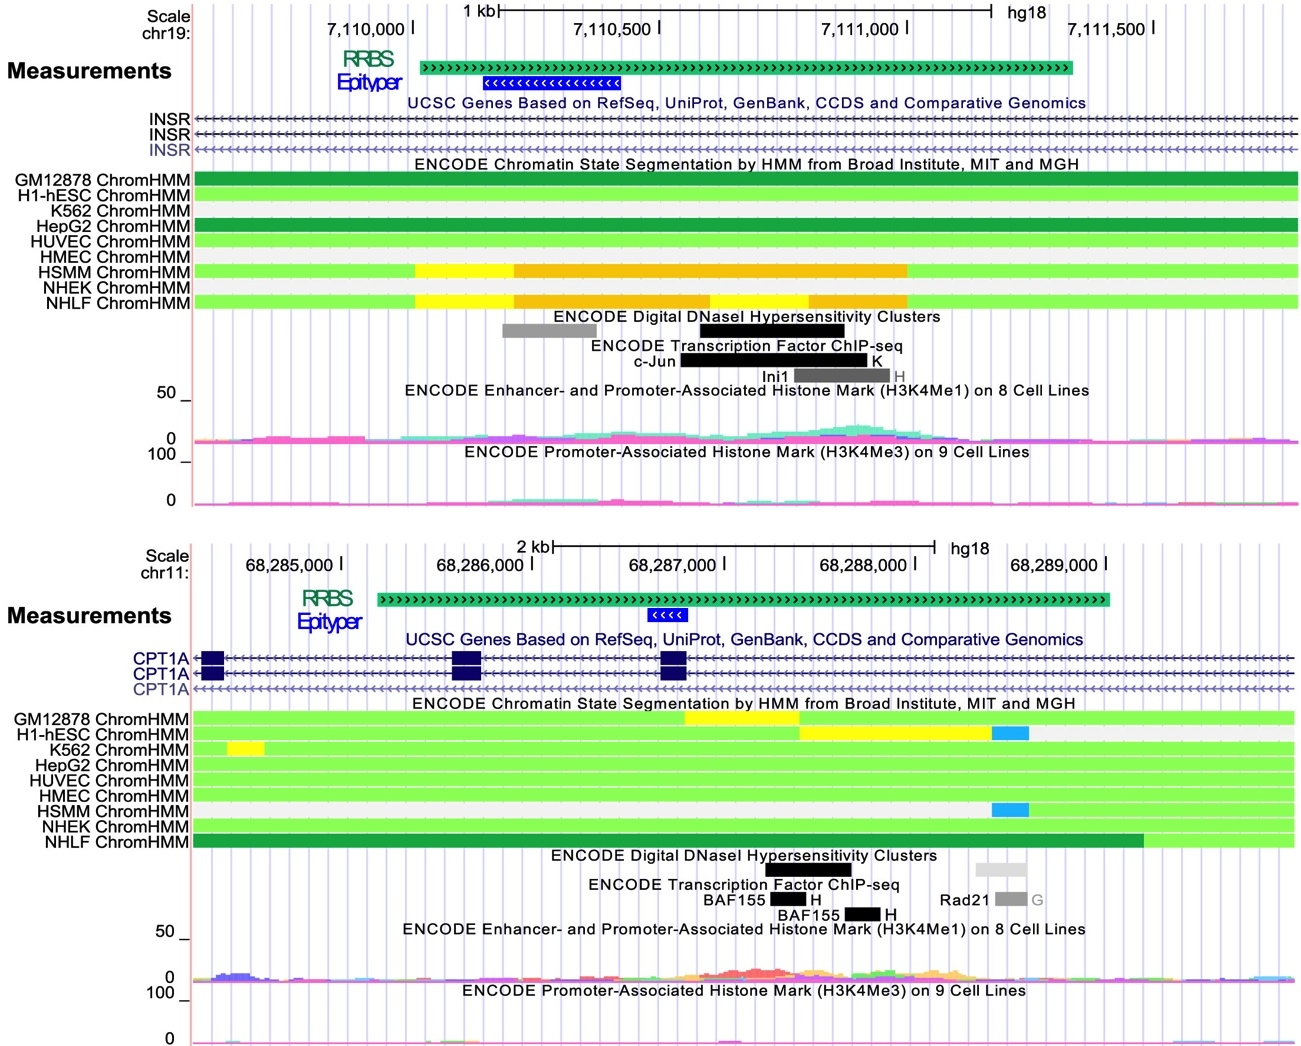 Scale 1 kb hg18
chr19: 7,110,000 7,110,500 7,111,000 7,111,500
RRBS
Measurements
Epityper
UCSC Genes Based on RefSeq, UniProt, GenBank, CCDS and Comparative Genomics
INSR
INSR
INSR
ENCODE Chromatin State Segmentation by HMM from Broad Institute, MIT and MGH
GM12878 ChromHMM
H1-hESC ChromHMM
K562 ChromHMM
HepG2 ChromHMM
HUVEC ChromHMM
HMEC ChromHMM
HSMM ChromHMM
NHEK ChromHMM
NHLF ChromHMM
ENCODE Digital DNaseI Hypersensitivity Clusters
ENCODE Transcription Factor ChIP-seq
c-Jun K
Ini1 H
ENCODE Enhancer- and Promoter-Associated Histone Mark (H3K4Me1) on 8 Cell Lines
50
0
ENCODE Promoter-Associated Histone Mark (H3K4Me3) on 9 Cell Lines
100
0
Scale 2 kb hg18
chr11: 68,285,000 68,286,000 68,287,000 68,288,000 68,289,000
RRBS
Measurements
Epityper
UCSC Genes Based on RefSeq, UniProt, GenBank, CCDS and Comparative Genomics
CPT1A
CPT1A
CPT1A
ENCODE Chromatin State Segmentation by HMM from Broad Institute, MIT and MGH
GM12878 ChromHMM
H1-hESC ChromHMM
K562 ChromHMM
HepG2 ChromHMM
HUVEC ChromHMM
HMEC ChromHMM
HSMM ChromHMM
NHEK ChromHMM
NHLF ChromHMM
ENCODE Digital DNaseI Hypersensitivity Clusters
ENCODE Transcription Factor ChIP-seq
BAF155 H Rad21 G
BAF155 H
ENCODE Enhancer- and Promoter-Associated Histone Mark (H3K4Me1) on 8 Cell Lines
50
0
ENCODE Promoter-Associated Histone Mark (H3K4Me3) on 9 Cell Lines
100
0